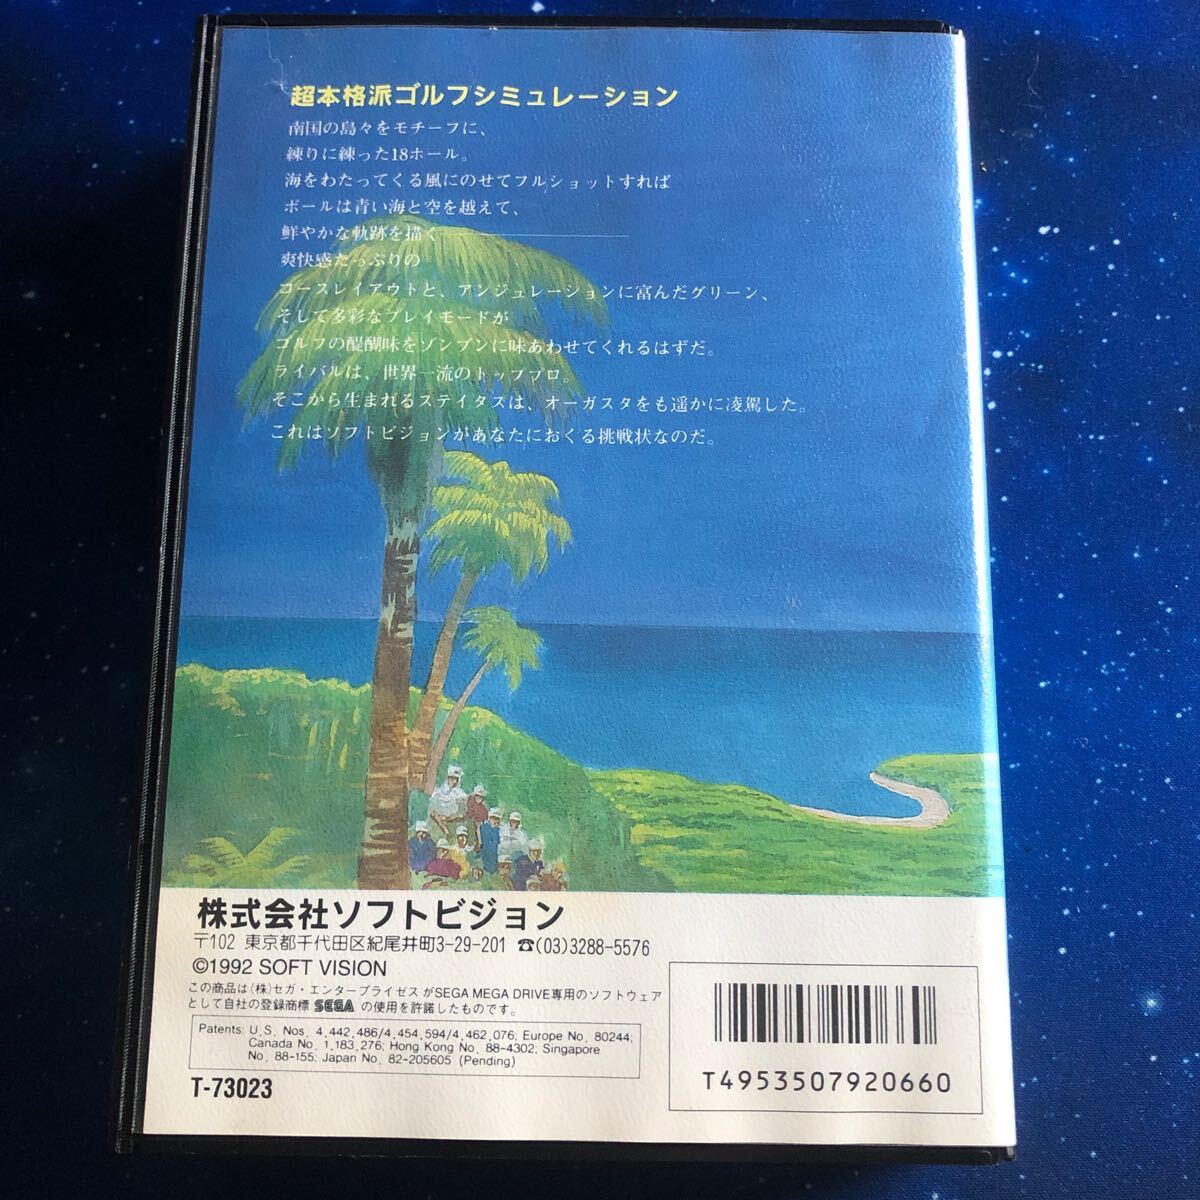 超本格派ゴルフシミュレーション
南国の島々をモチーフに、
練りに練った18ホール。
海をわたってくる風にのせてフルショットすれば
ボールは青い海と空を越えて、
鮮やかな軌跡を描く
爽快感たっぷりの
コースレイアウトと、アンジュレーションに富んだグリーン、
そして多彩なプレイモードが
ゴルフの醍醐味をゾンブンに味あわせてくれるはずだ。
ライバルは、世界一流のトッププロ。
そこから生まれるステイタスは、オーガスタをも遥かに凌駕した。
これはソフトビジョンがあなたにおくる挑戦状なのだ。
株式会社ソフトビジョン
〒102 東京都千代田区紀尾井町3-29-201 ☎(03)3288-5576
©1992 SOFT VISION
この商品は(株)セガ・エンタープライゼスがSEGA MEGA DRIVE専用のソフトウェア
として自社の登録商標 SEGA の使用を許諾したものです。
Patents: U.S. Nos. 4,442,486/4,454,594/4,462,076; Europe No. 80244;
Canada No. 1,183,276; Hong Kong No. 88-4302; Singapore
No. 88-155; Japan No. 82-205605 (Pending)
T-73023
T4953507920660